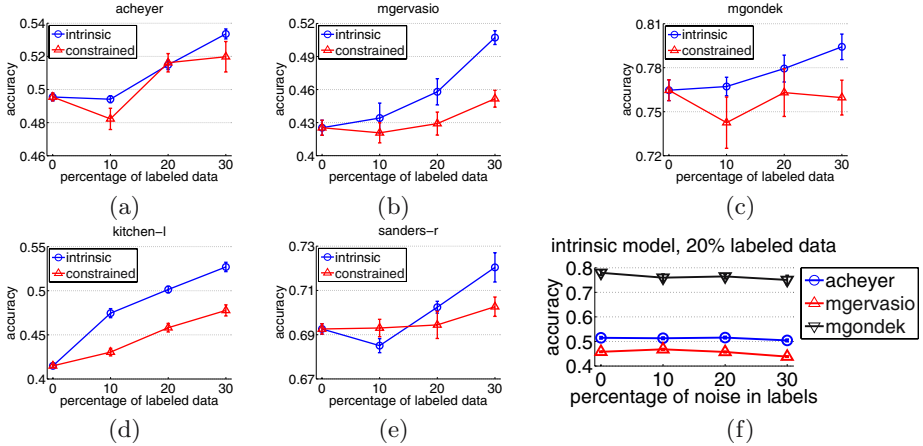 acheyer
0.54
0.52
0.5
0.48
0.46
accuracy
intrinsic
constrained
0 10 20 30
percentage of labeled data
(a)
mgervasio
0.52
0.49
0.46
0.43
0.4
accuracy
intrinsic
constrained
0 10 20 30
percentage of labeled data
(b)
mgondek
0.81
0.78
0.75
0.72
accuracy
intrinsic
constrained
0 10 20 30
percentage of labeled data
(c)
kitchen-l
0.55
0.5
0.45
0.4
accuracy
intrinsic
constrained
0 10 20 30
percentage of labeled data
(d)
sanders-r
0.73
0.71
0.69
0.67
accuracy
intrinsic
constrained
0 10 20 30
percentage of labeled data
(e)
intrinsic model, 20% labeled data
0.8
0.7
0.6
0.5
0.4
accuracy
acheyer
mgervasio
mgondek
0 10 20 30
percentage of noise in labels
(f)